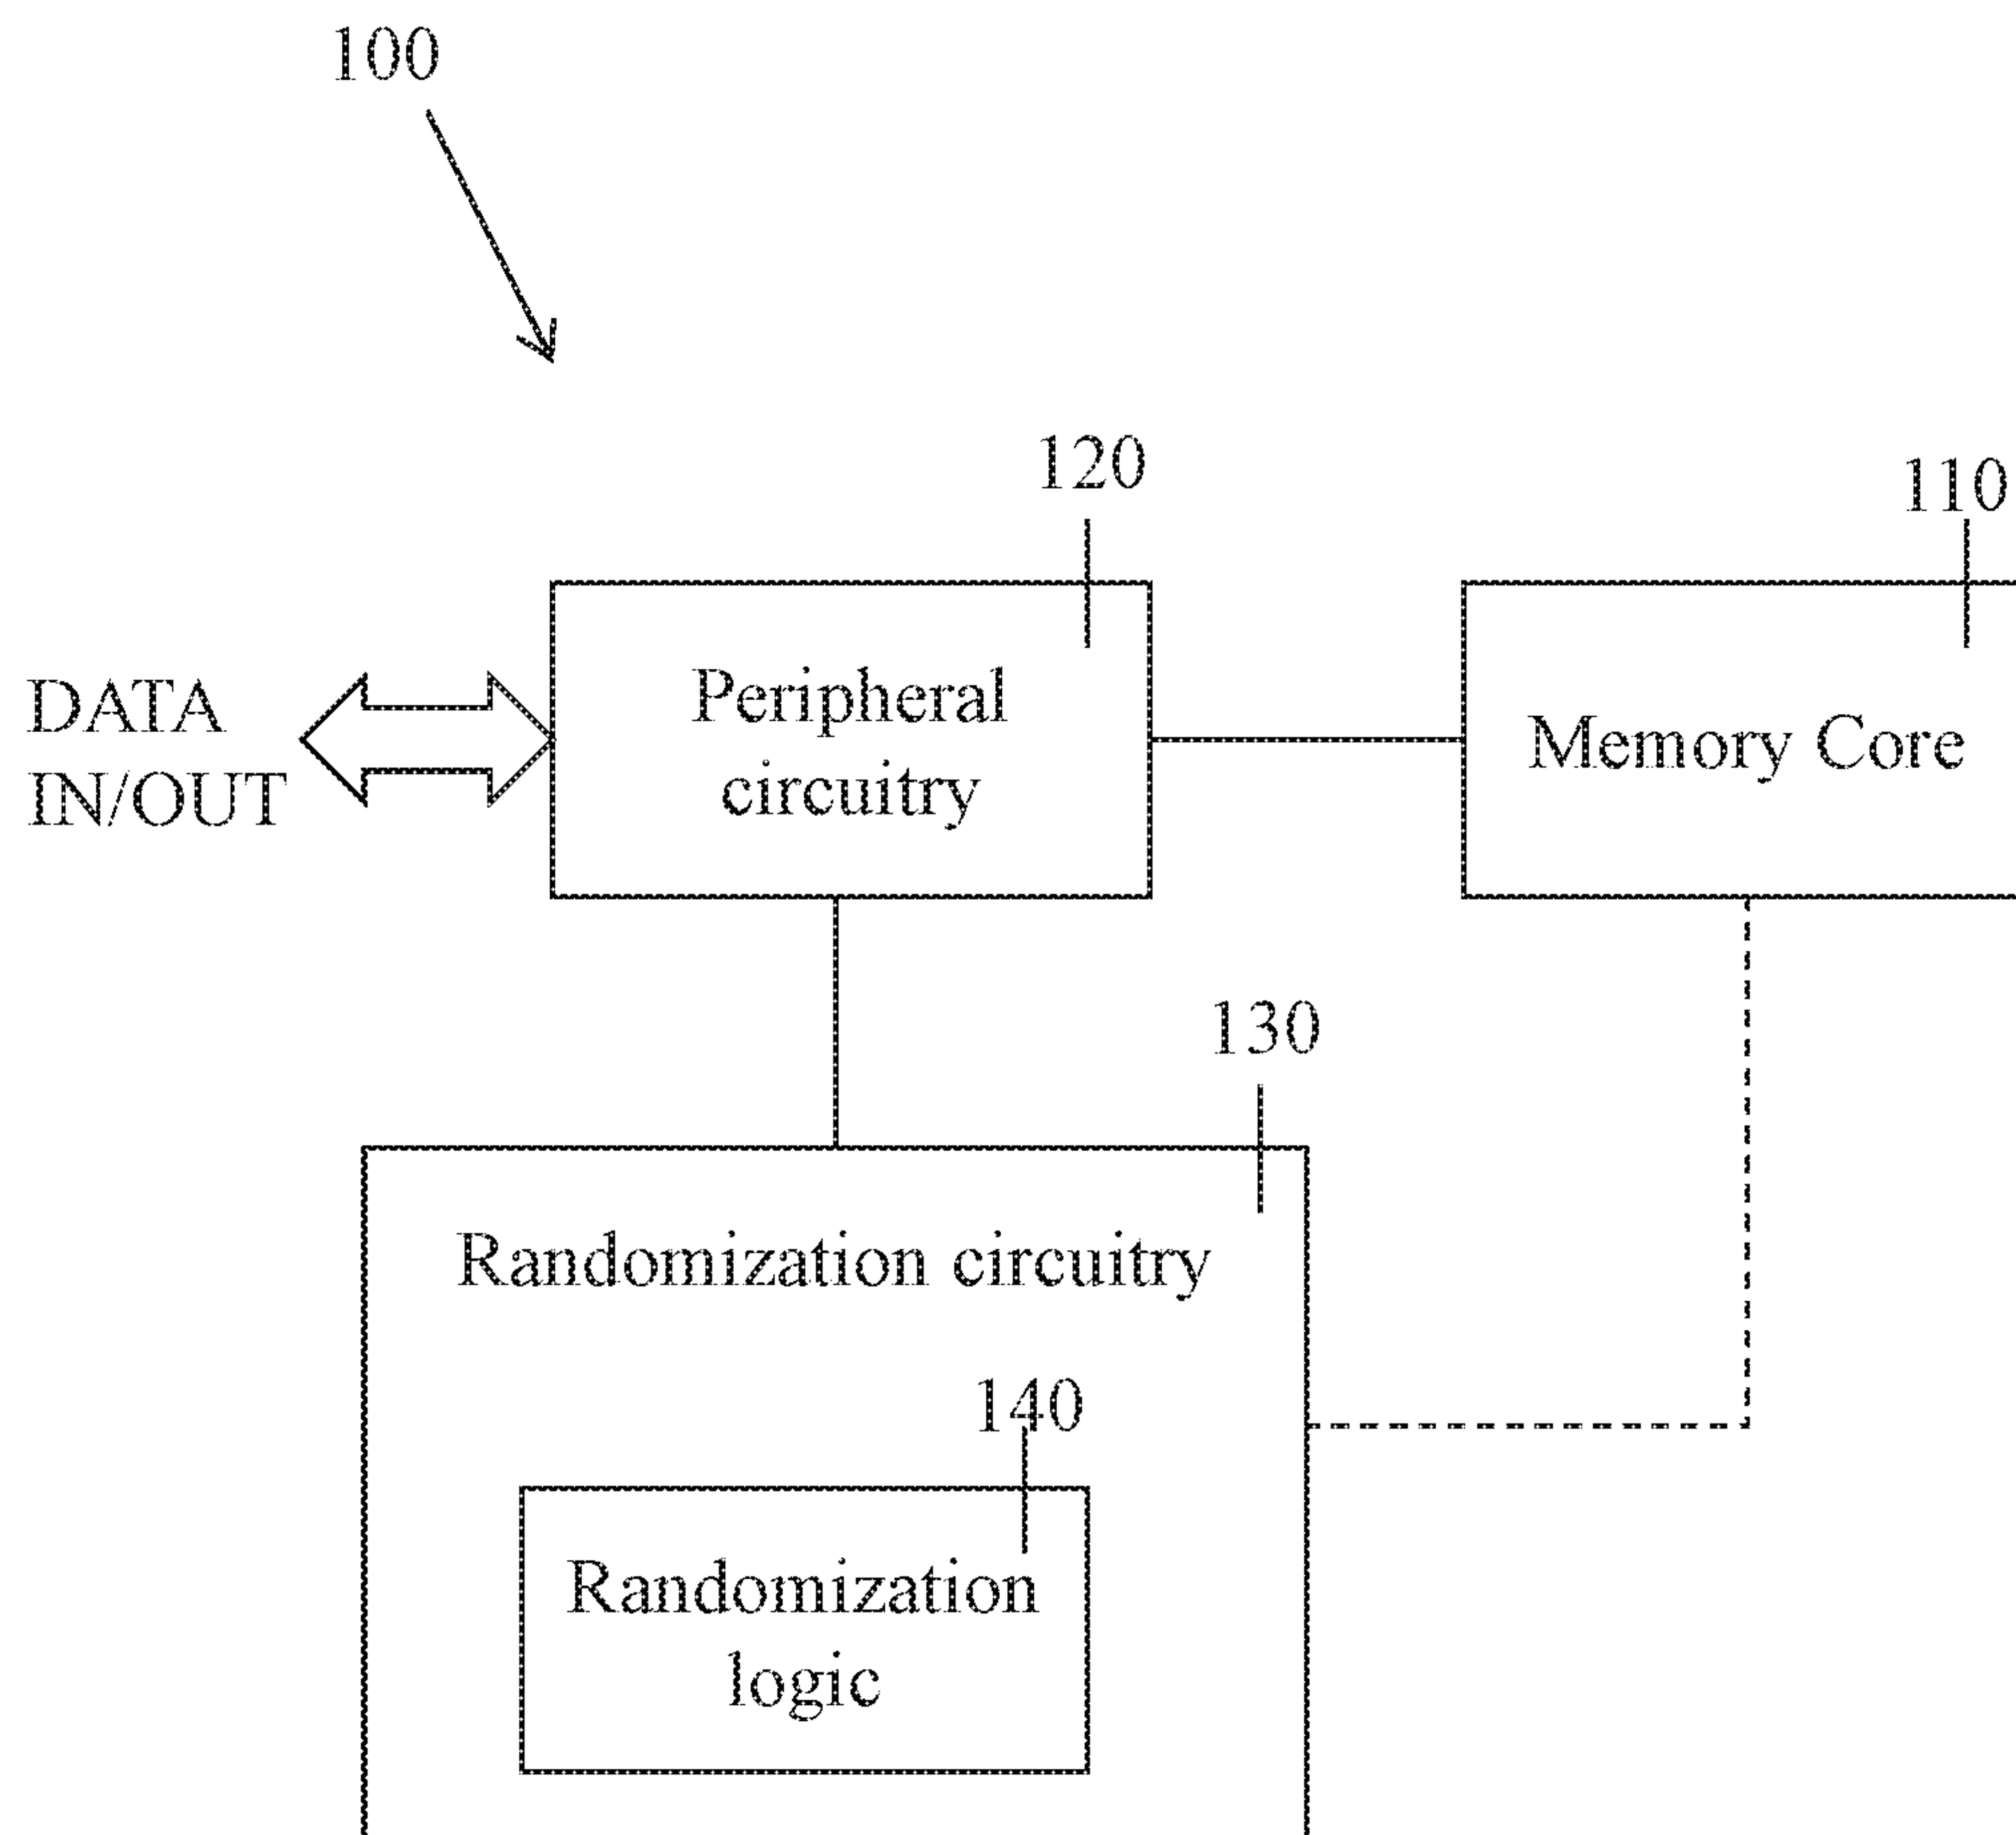 100
120
110
DATA
IN/OUT
Peripheral
circuitry
Memory Core
130
Randomization circuitry
140
Randomization
logic